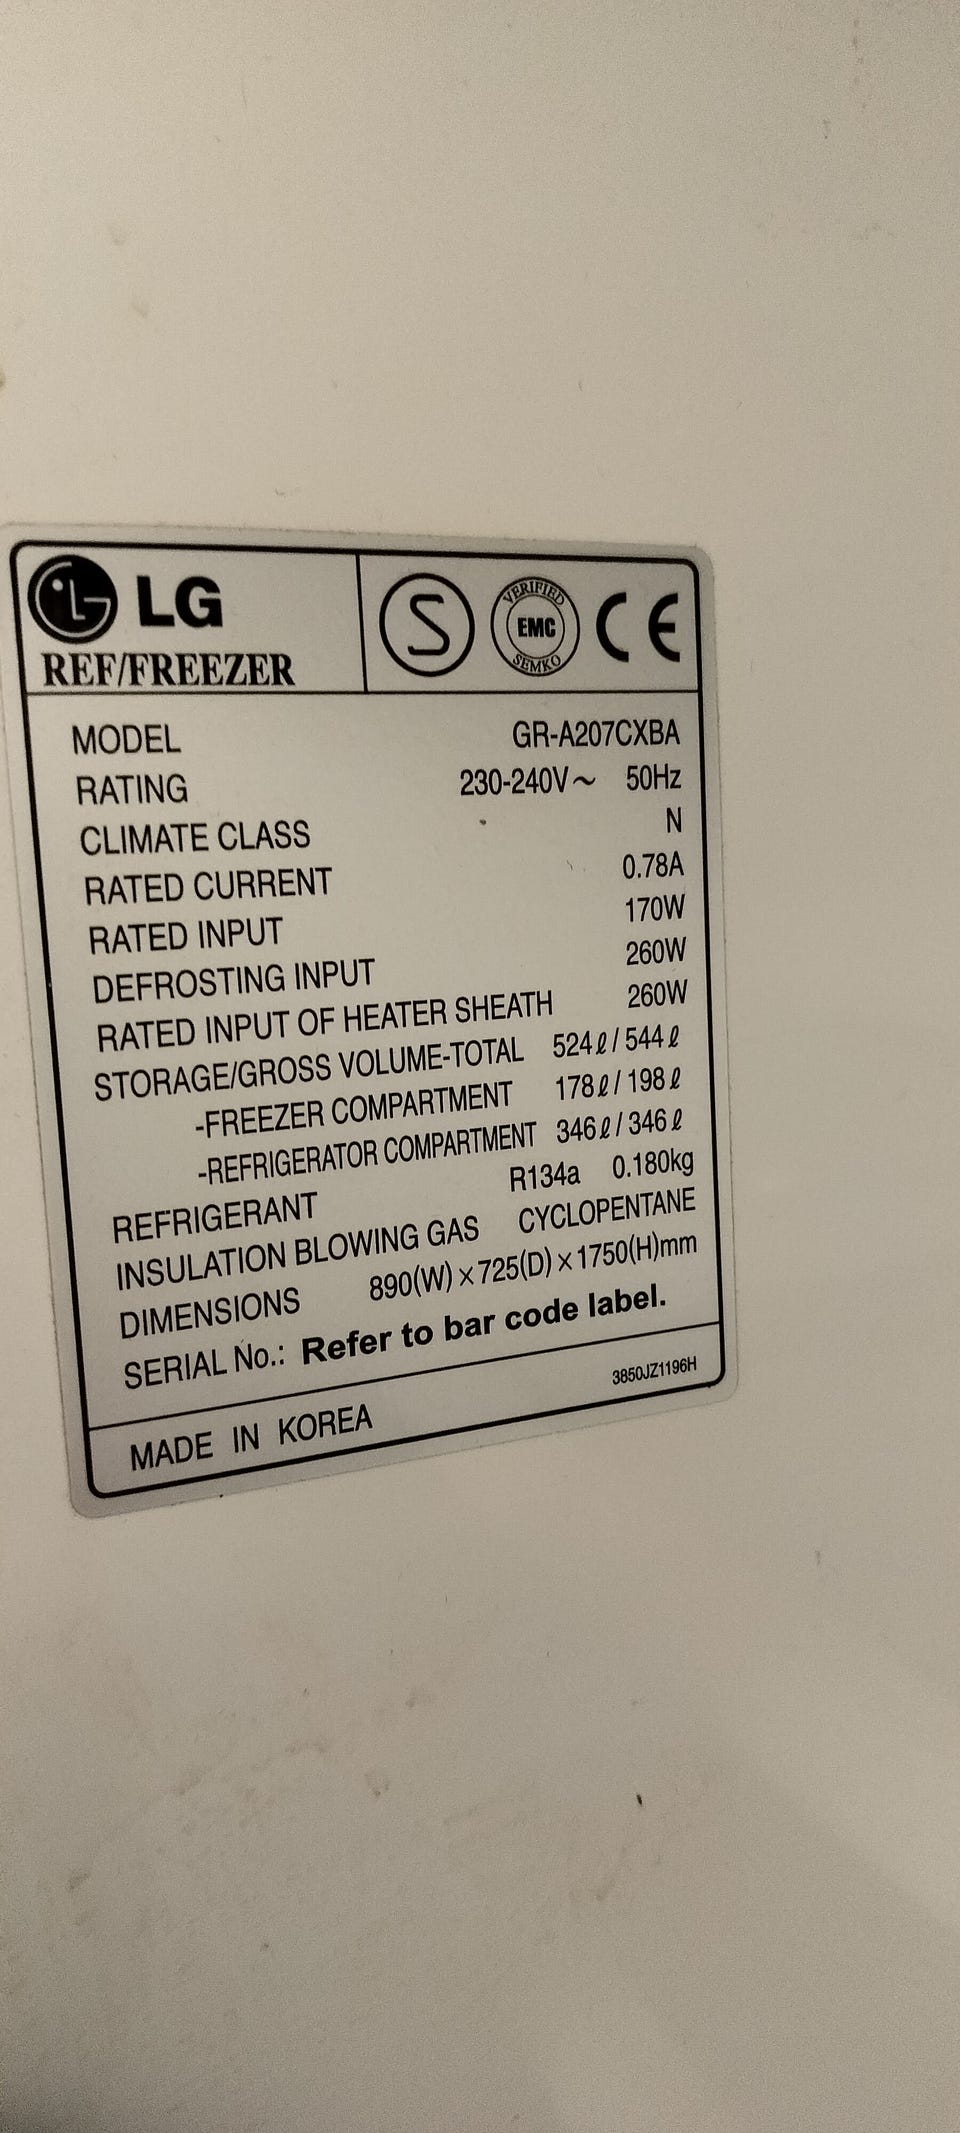 LG
REF/FREEZER
S VERIFIED EMC SEMKO CE
MODEL GR-A207CXBA
RATING 230-240V~ 50Hz
CLIMATE CLASS N
RATED CURRENT 0.78A
RATED INPUT 170W
DEFROSTING INPUT 260W
RATED INPUT OF HEATER SHEATH 260W
STORAGE/GROSS VOLUME-TOTAL 524ℓ/544ℓ
-FREEZER COMPARTMENT 178ℓ/198ℓ
-REFRIGERATOR COMPARTMENT 346ℓ/346ℓ
REFRIGERANT R134a 0.180kg
INSULATION BLOWING GAS CYCLOPENTANE
DIMENSIONS 890(W)×725(D)×1750(H)mm
SERIAL No.: Refer to bar code label.
3850JZ1196H
MADE IN KOREA